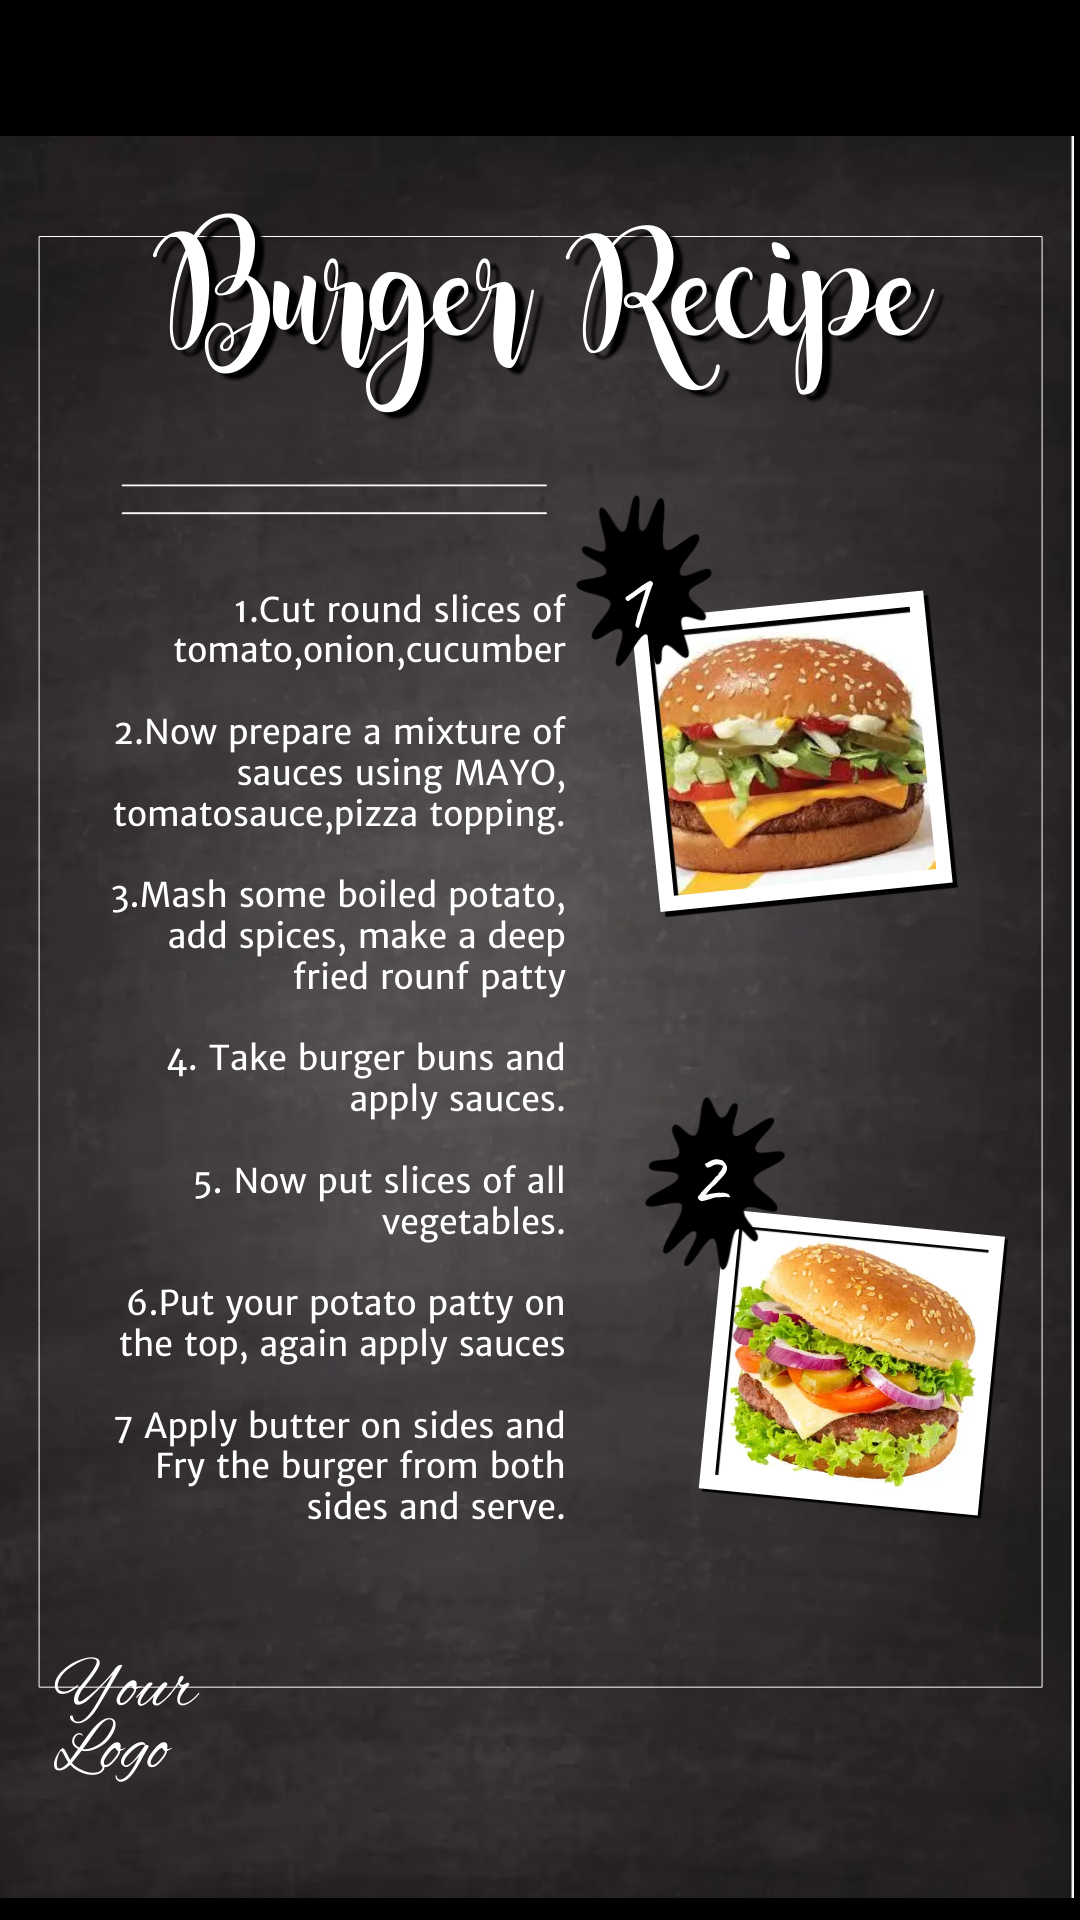 Burger Recipe
1.Cut round slices of
tomato,onion,cucumber
2.Now prepare a mixture of
sauces using MAYO,
tomatosauce,pizza topping.
3.Mash some boiled potato,
add spices, make a deep
fried rounf patty
4. Take burger buns and
apply sauces.
5. Now put slices of all
vegetables.
6.Put your potato patty on
the top, again apply sauces
7 Apply butter on sides and
Fry the burger from both
sides and serve.
1
2
Your
Logo